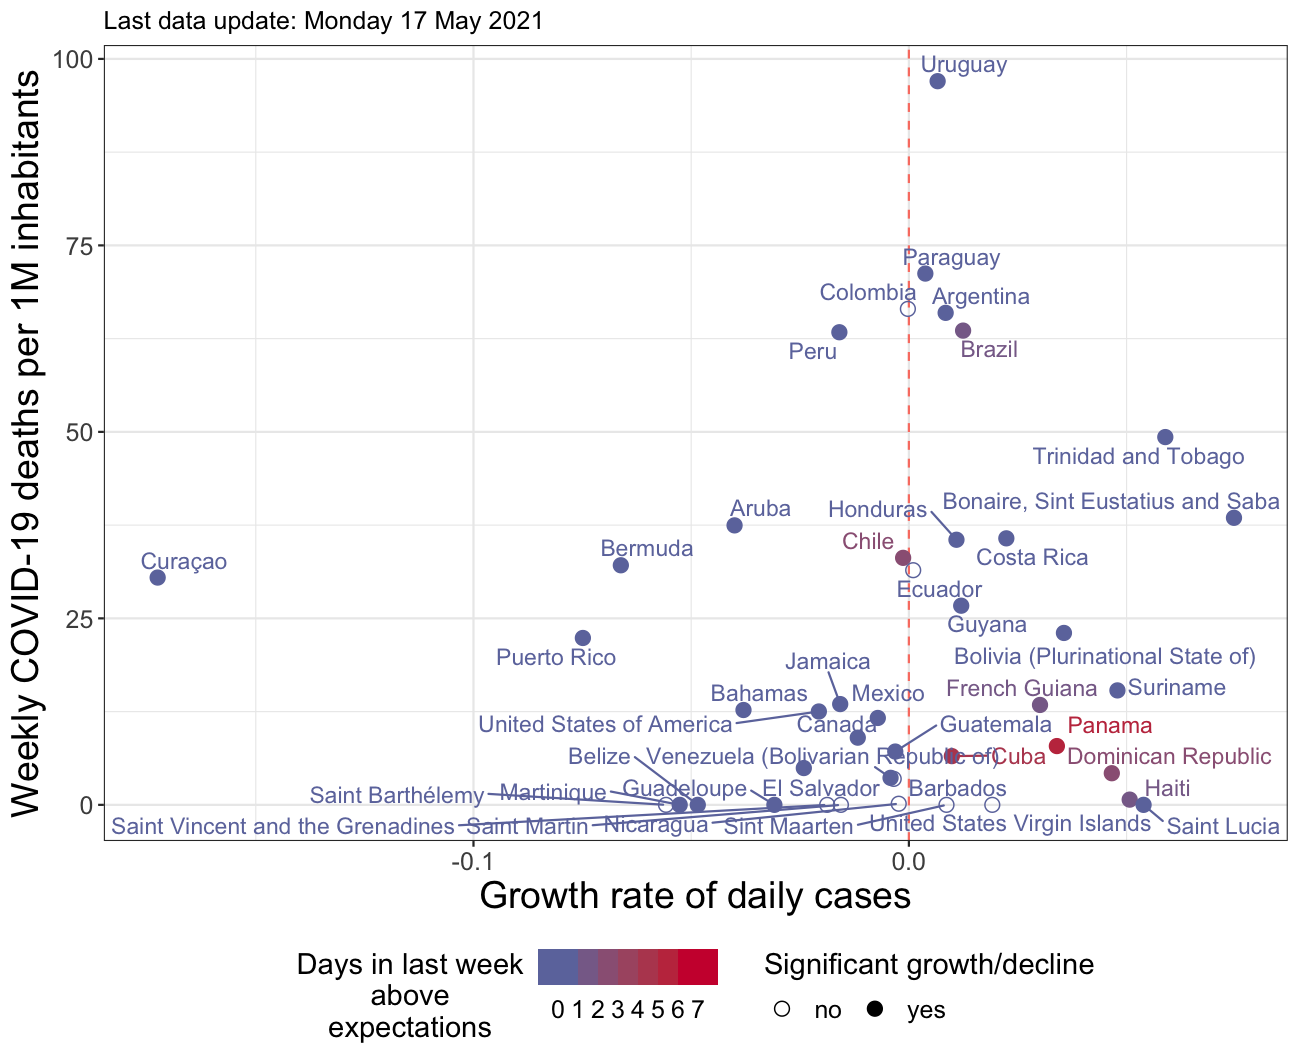 Last data update: Monday 17 May 2021
Weekly COVID-19 deaths per 1M inhabitants
100
75
50
25
0
Uruguay
Paraguay
Colombia
Argentina
Peru
Brazil
Trinidad and Tobago
Bonaire, Sint Eustatius and Saba
Aruba
Honduras
Chile
Bermuda
Costa Rica
Curaçao
Ecuador
Guyana
Puerto Rico
Bolivia (Plurinational State of)
Jamaica
French Guiana
Suriname
Bahamas
Mexico
United States of America
Canada
Guatemala
Panama
Belize
Venezuela (Bolivarian Republic of)
Cuba
Dominican Republic
Saint Barthélemy
Martinique
Guadeloupe
El Salvador
Barbados
Haiti
Saint Vincent and the Grenadines
Saint Martin
Nicaragua
Sint Maarten
United States Virgin Islands
Saint Lucia
-0.1
0.0
Growth rate of daily cases
Days in last week
above
expectations
0 1 2 3 4 5 6 7
Significant growth/decline
no
yes